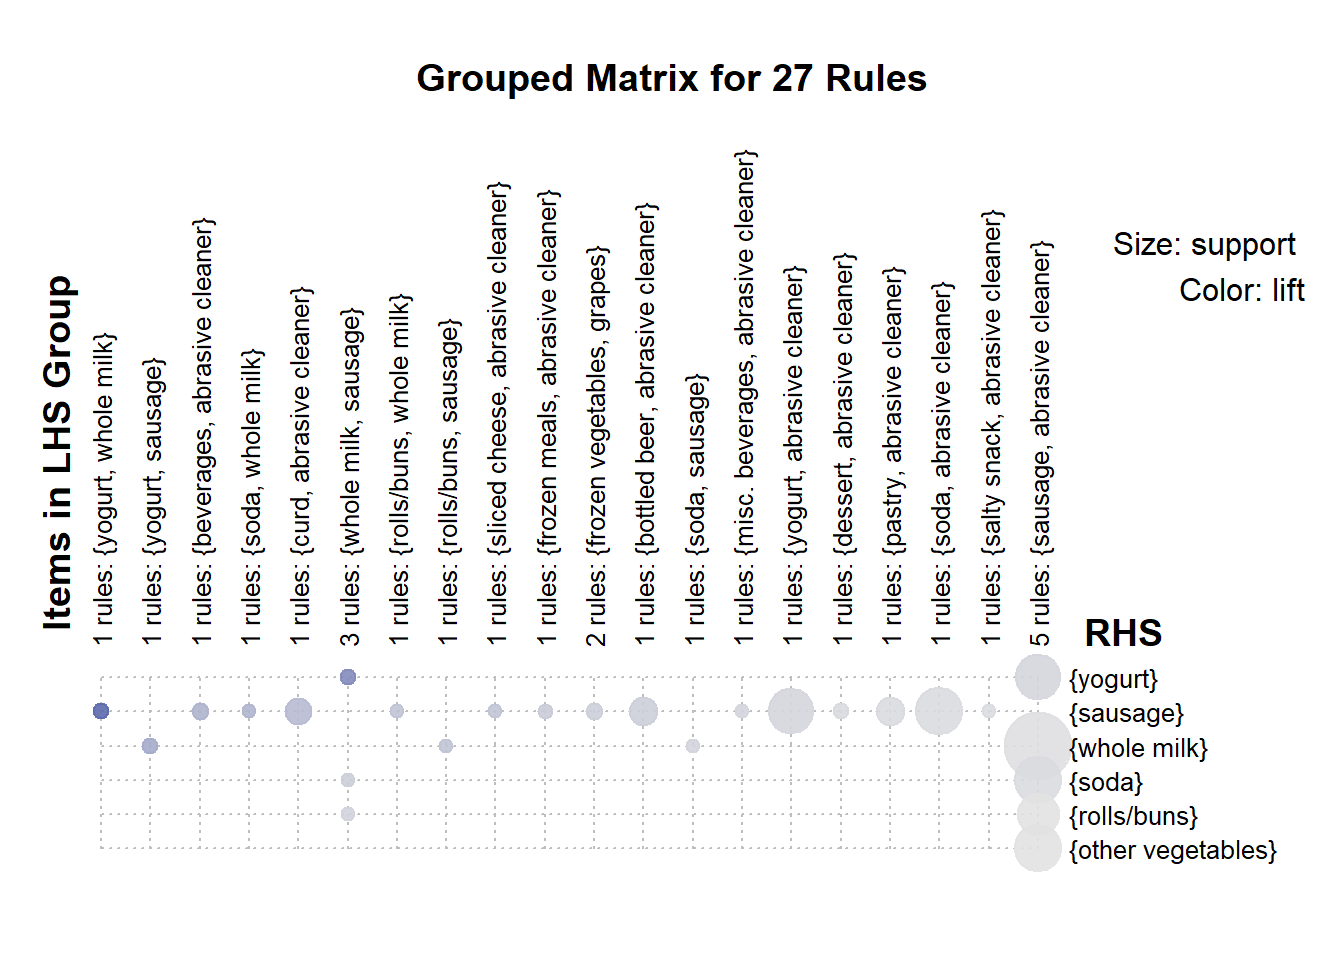 Grouped Matrix for 27 Rules
Size: support
Color: lift
Items in LHS Group
1 rules: {yogurt, whole milk}
1 rules: {yogurt, sausage}
1 rules: {beverages, abrasive cleaner}
1 rules: {soda, whole milk}
1 rules: {curd, abrasive cleaner}
3 rules: {whole milk, sausage}
1 rules: {rolls/buns, whole milk}
1 rules: {rolls/buns, sausage}
1 rules: {sliced cheese, abrasive cleaner}
1 rules: {frozen meals, abrasive cleaner}
2 rules: {frozen vegetables, grapes}
1 rules: {bottled beer, abrasive cleaner}
1 rules: {soda, sausage}
1 rules: {misc. beverages, abrasive cleaner}
1 rules: {yogurt, abrasive cleaner}
1 rules: {dessert, abrasive cleaner}
1 rules: {pastry, abrasive cleaner}
1 rules: {soda, abrasive cleaner}
1 rules: {salty snack, abrasive cleaner}
5 rules: {sausage, abrasive cleaner}
RHS
{yogurt}
{sausage}
{whole milk}
{soda}
{rolls/buns}
{other vegetables}